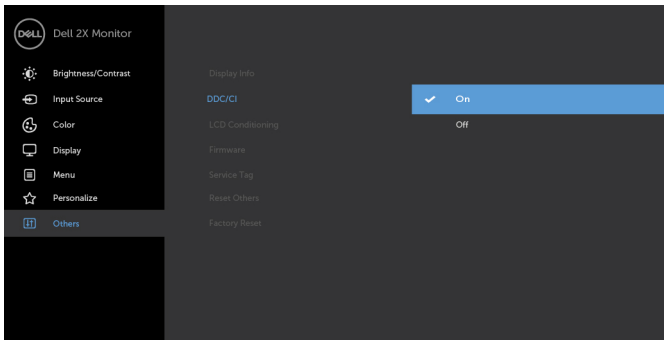 DELL Dell 2X Monitor
Brightness/Contrast
Display Info
Input Source
DDC/CI
On
Color
LCD Conditioning
Off
Display
Firmware
Menu
Service Tag
Personalize
Reset Others
Others
Factory Reset